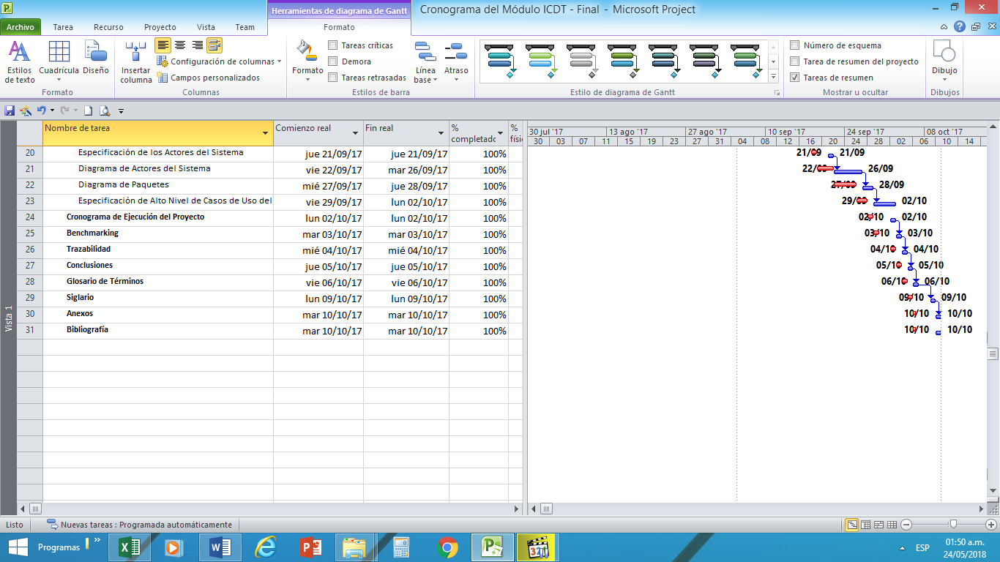 Herramientas de diagrama de Gantt
Cronograma del Módulo ICDT - Final - Microsoft Project
Archivo Tarea Recurso Proyecto Vista Team Formato
Estilos de texto
Cuadrícula
Diseño
Formato
Insertar columna
Configuración de columnas
Campos personalizados
Columnas
Formato
Tareas críticas
Demora
Tareas retrasadas
Línea base
Atraso
Estilos de barra
Estilo de diagrama de Gantt
Número de esquema
Tarea de resumen del proyecto
Tareas de resumen
Mostrar u ocultar
Dibujo
Dibujos
Nombre de tarea Comienzo real Fin real % completado % físic
30 jul '17 13 ago '17 27 ago '17 10 sep '17 24 sep '17 08 oct '17
30 03 07 11 15 19 23 27 31 04 08 12 16 20 24 28 02 06 10 14
20 Especificación de los Actores del Sistema jue 21/09/17 jue 21/09/17 100% 21/09 21/09
21 Diagrama de Actores del Sistema vie 22/09/17 mar 26/09/17 100% 22/09 26/09
22 Diagrama de Paquetes mié 27/09/17 jue 28/09/17 100% 27/09 28/09
23 Especificación de Alto Nivel de Casos de Uso del vie 29/09/17 lun 02/10/17 100% 29/09 02/10
24 Cronograma de Ejecución del Proyecto lun 02/10/17 lun 02/10/17 100% 02/10 02/10
25 Benchmarking mar 03/10/17 mar 03/10/17 100% 03/10 03/10
26 Trazabilidad mié 04/10/17 mié 04/10/17 100% 04/10 04/10
27 Conclusiones jue 05/10/17 jue 05/10/17 100% 05/10 05/10
28 Glosario de Términos vie 06/10/17 vie 06/10/17 100% 06/10 06/10
29 Siglario lun 09/10/17 lun 09/10/17 100% 09/10 09/10
30 Anexos mar 10/10/17 mar 10/10/17 100% 10/10 10/10
31 Bibliografía mar 10/10/17 mar 10/10/17 100% 10/10 10/10
Vista 1
Listo Nuevas tareas : Programada automáticamente
Programas » ESP 01:50 a.m.
24/05/2018